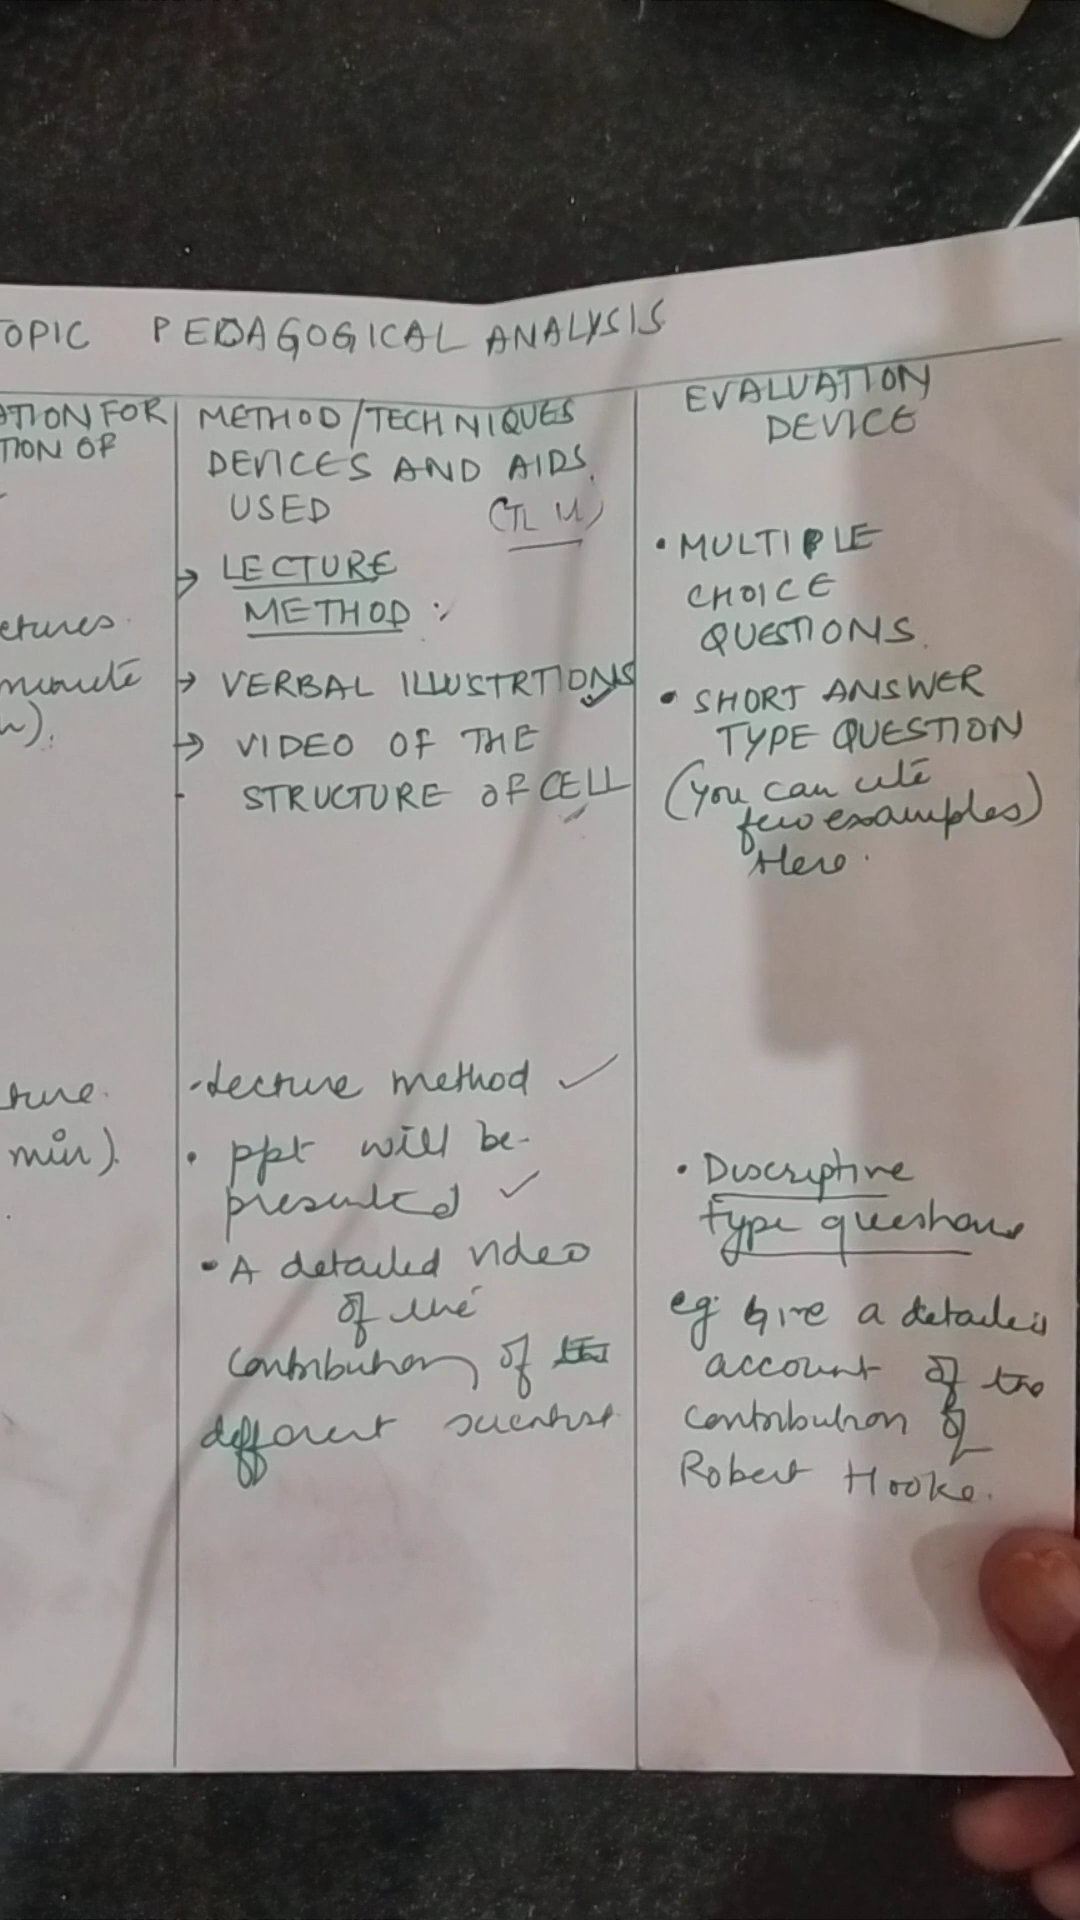 OPIC PEDAGOGICAL ANALYSIS
ATION FOR
TION OF
etures.
min).
METHOD/TECHNIQUES
DEVICES AND AIDS.
USED (TLM)
→ LECTURE
METHOD :
→ VERBAL ILLUSTRTIONS
→ VIDEO OF THE
STRUCTURE OF CELL
• Lecture method ✓
• ppt will be
presented ✓
• A detailed video
of the
contribution of
different scientist
EVALUATION
DEVICE
• MULTIPLE
CHOICE
QUESTIONS.
• SHORT ANSWER
TYPE QUESTION
(you can cite
few examples)
Here.
• Discriptive
type questions
eg: Give a detailed
account of the
contribution of
Robert Hooke.